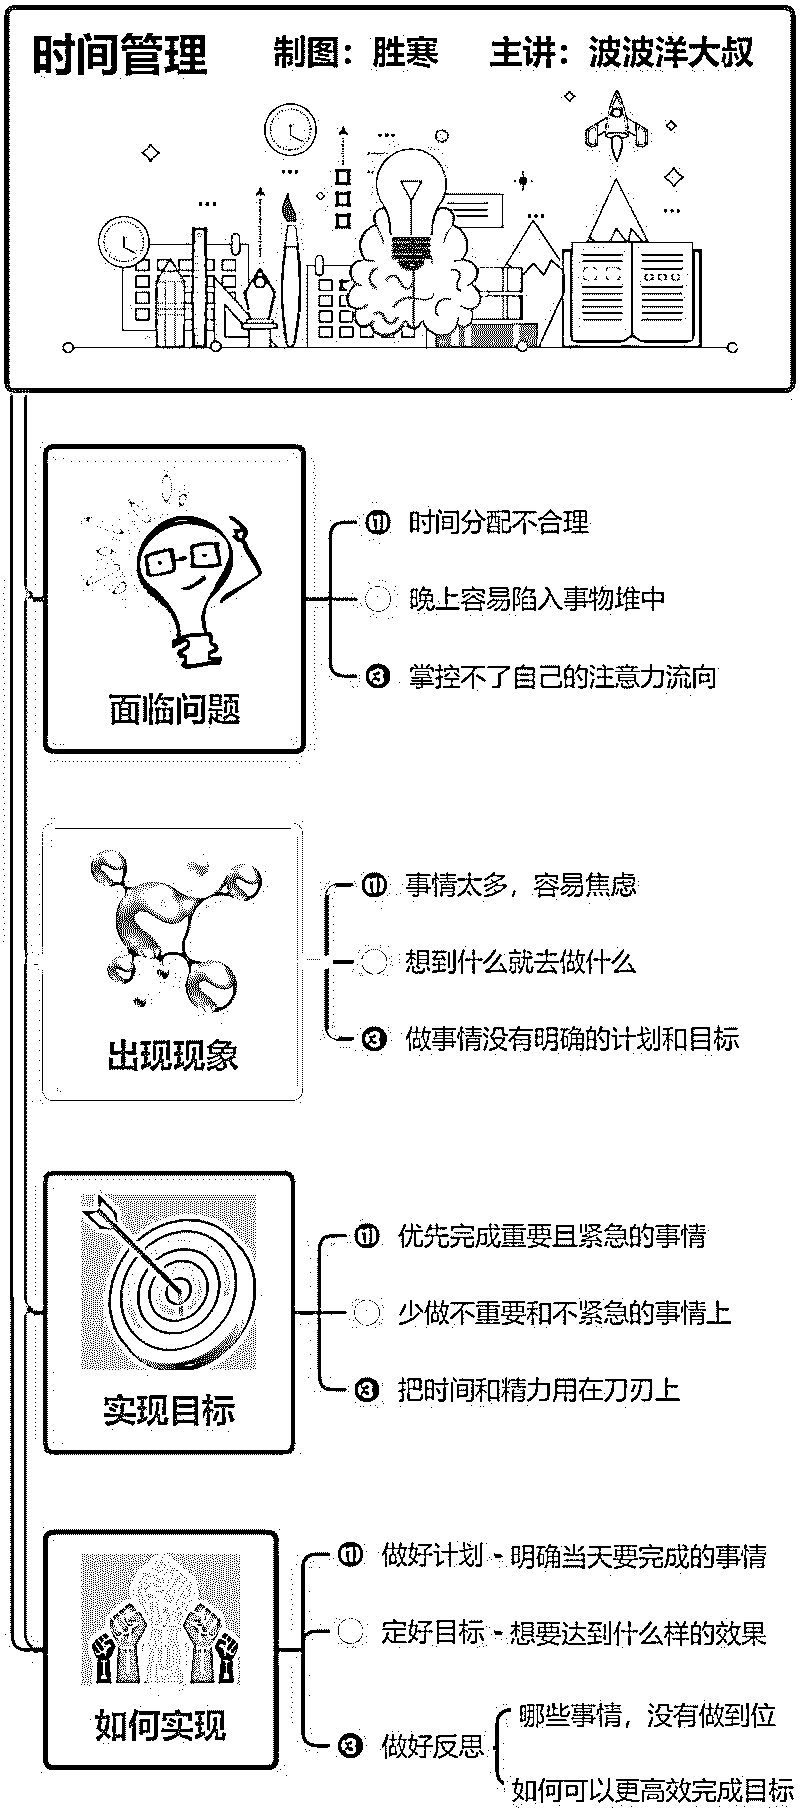 时间管理 制图：胜寒 主讲：波波洋大叔
面临问题
① 时间分配不合理
晚上容易陷入事物堆中
③ 掌控不了自己的注意力流向
出现现象
① 事情太多，容易焦虑
想到什么就去做什么
③ 做事情没有明确的计划和目标
实现目标
① 优先完成重要且紧急的事情
少做不重要和不紧急的事情上
③ 把时间和精力用在刀刃上
如何实现
① 做好计划 - 明确当天要完成的事情
定好目标 - 想要达到什么样的效果
③ 做好反思
哪些事情，没有做到位
如何可以更高效完成目标